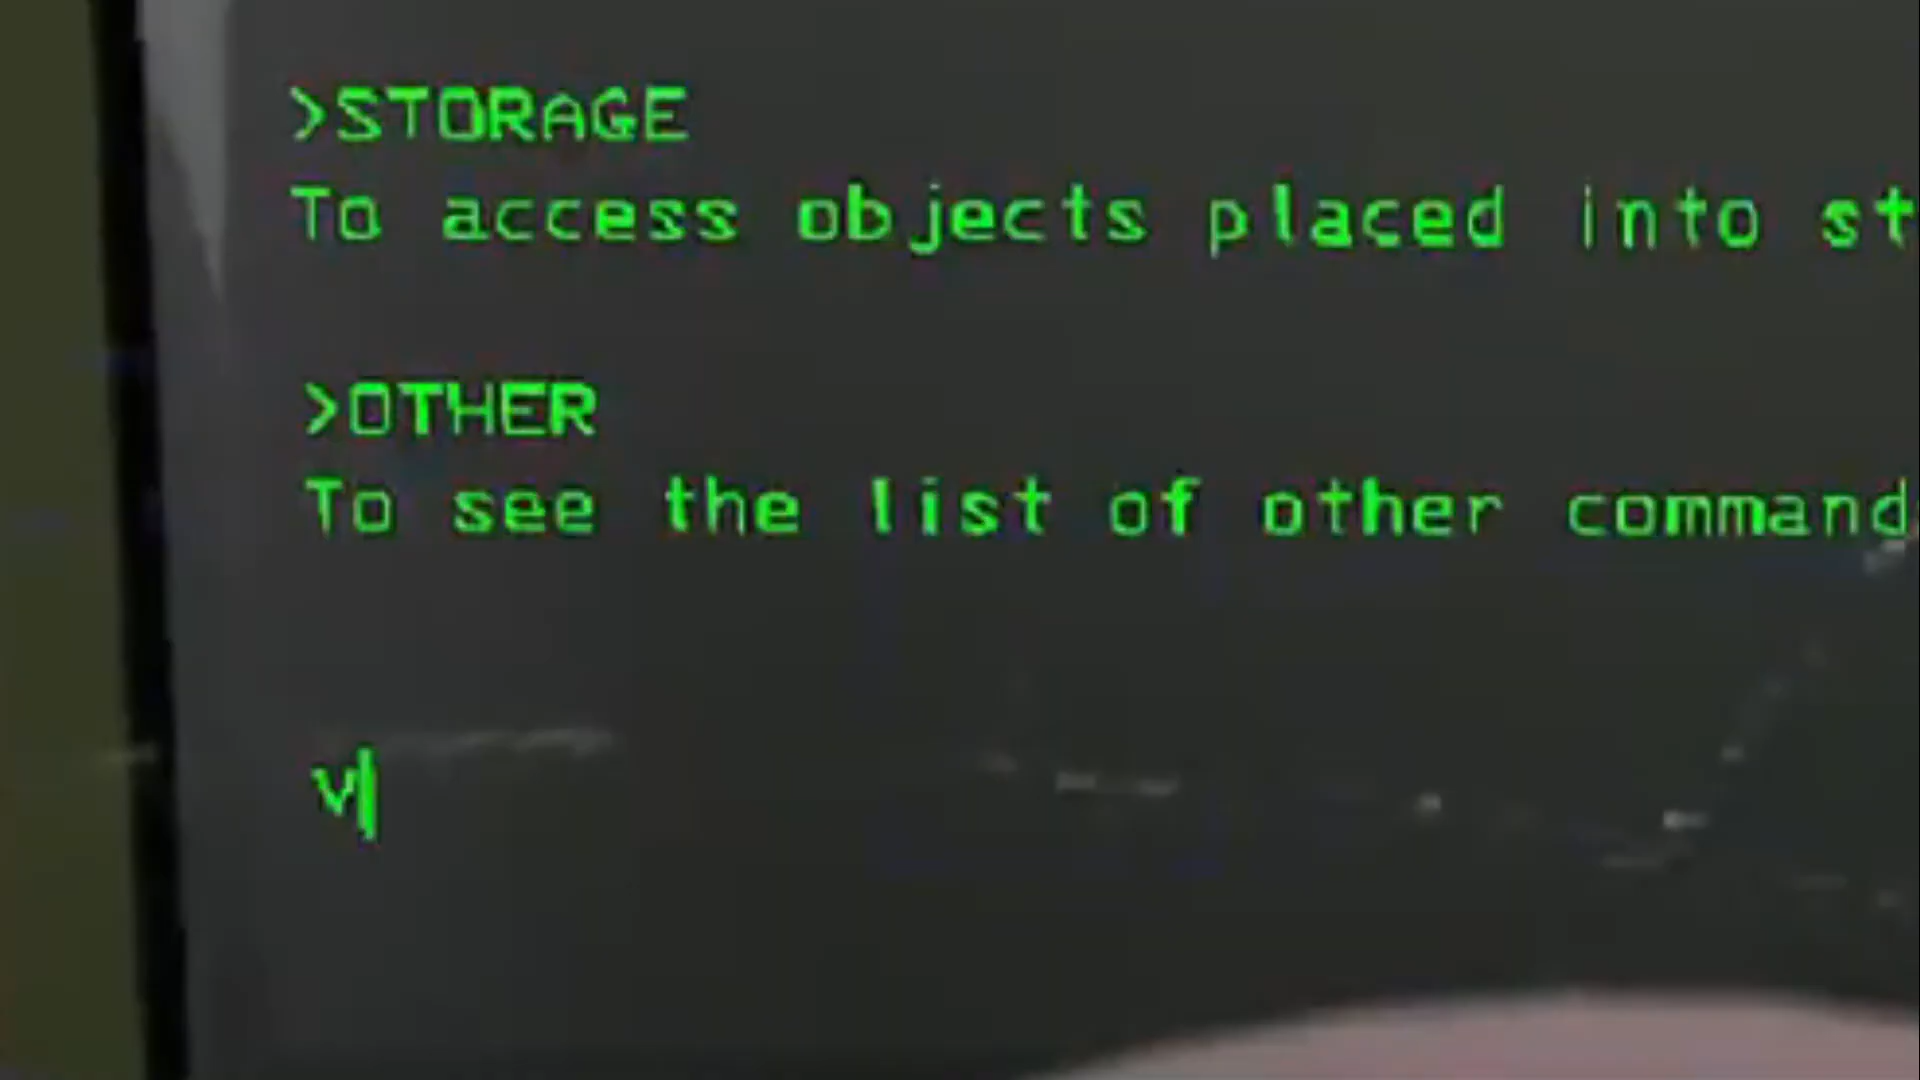 >STORAGE
To access objects placed into st
>OTHER
To see the list of other command
v